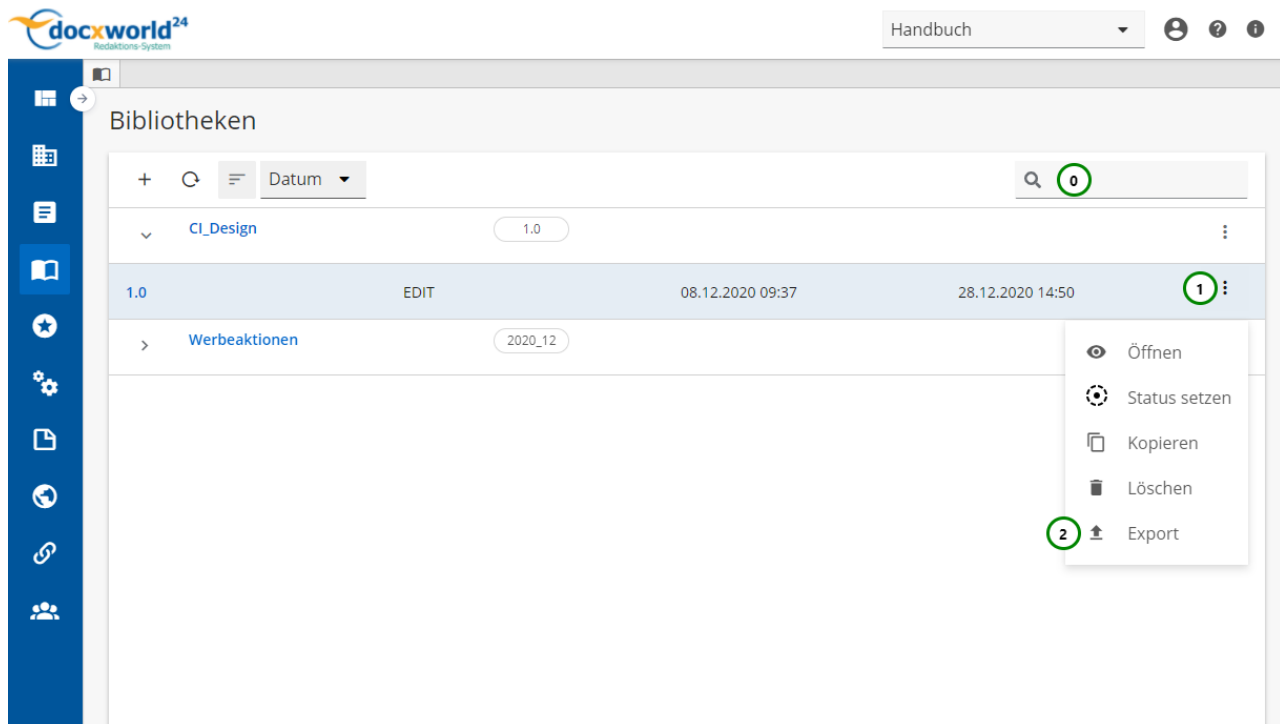 docxworld24
Redaktions-System
Handbuch
Bibliotheken
Datum
0
CI_Design 1.0
1.0 EDIT 08.12.2020 09:37 28.12.2020 14:50 1
Werbeaktionen 2020_12
Öffnen
Status setzen
Kopieren
Löschen
2 Export